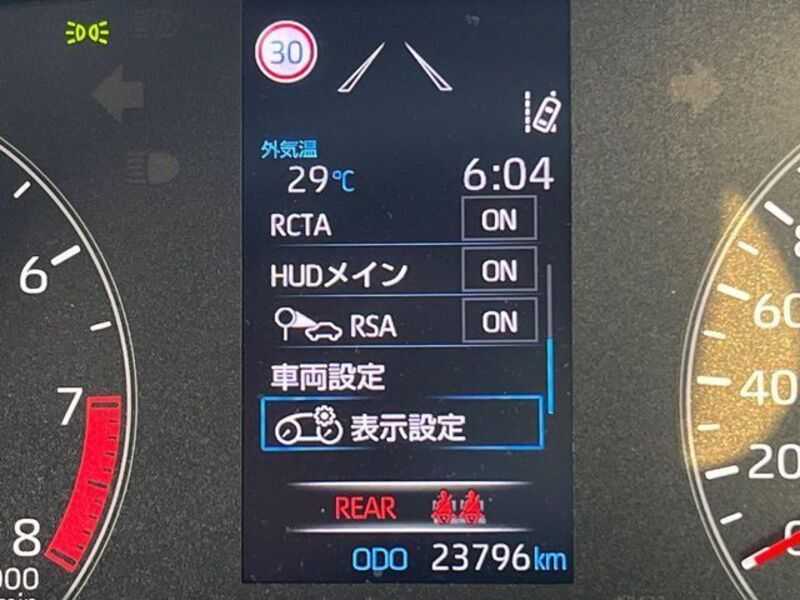 30
外気温
29℃ 6:04
RCTA ON
HUDメイン ON
RSA ON
車両設定
表示設定
REAR
ODO 23796km
6
7
8
60
40
20